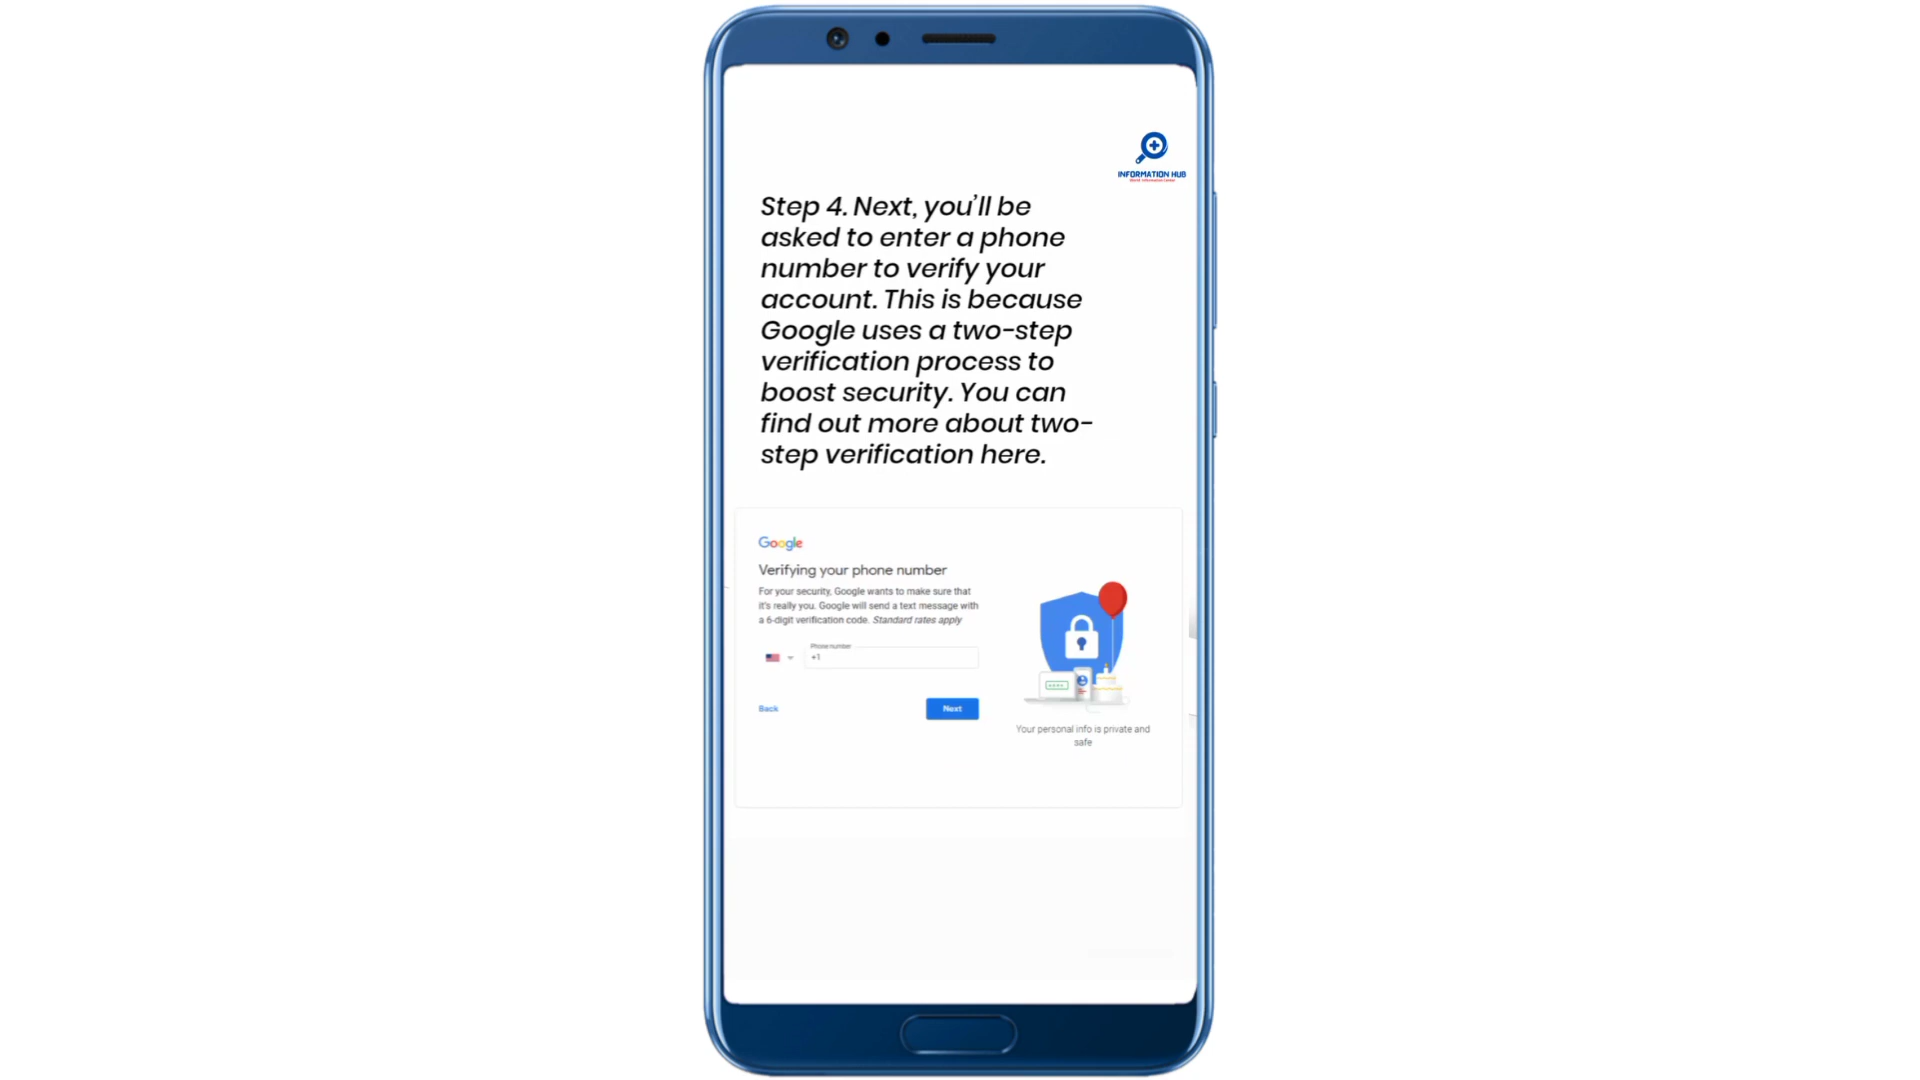 INFORMATION HUB
Step 4. Next, you'll be
asked to enter a phone
number to verify your
account. This is because
Google uses a two-step
verification process to
boost security. You can
find out more about two-
step verification here.
Google
Verifying your phone number
For your security, Google wants to make sure that
it's really you. Google will send a text message with
a 6-digit verification code. Standard rates apply
Phone number
+1
Back
Next
Your personal info is private and
safe